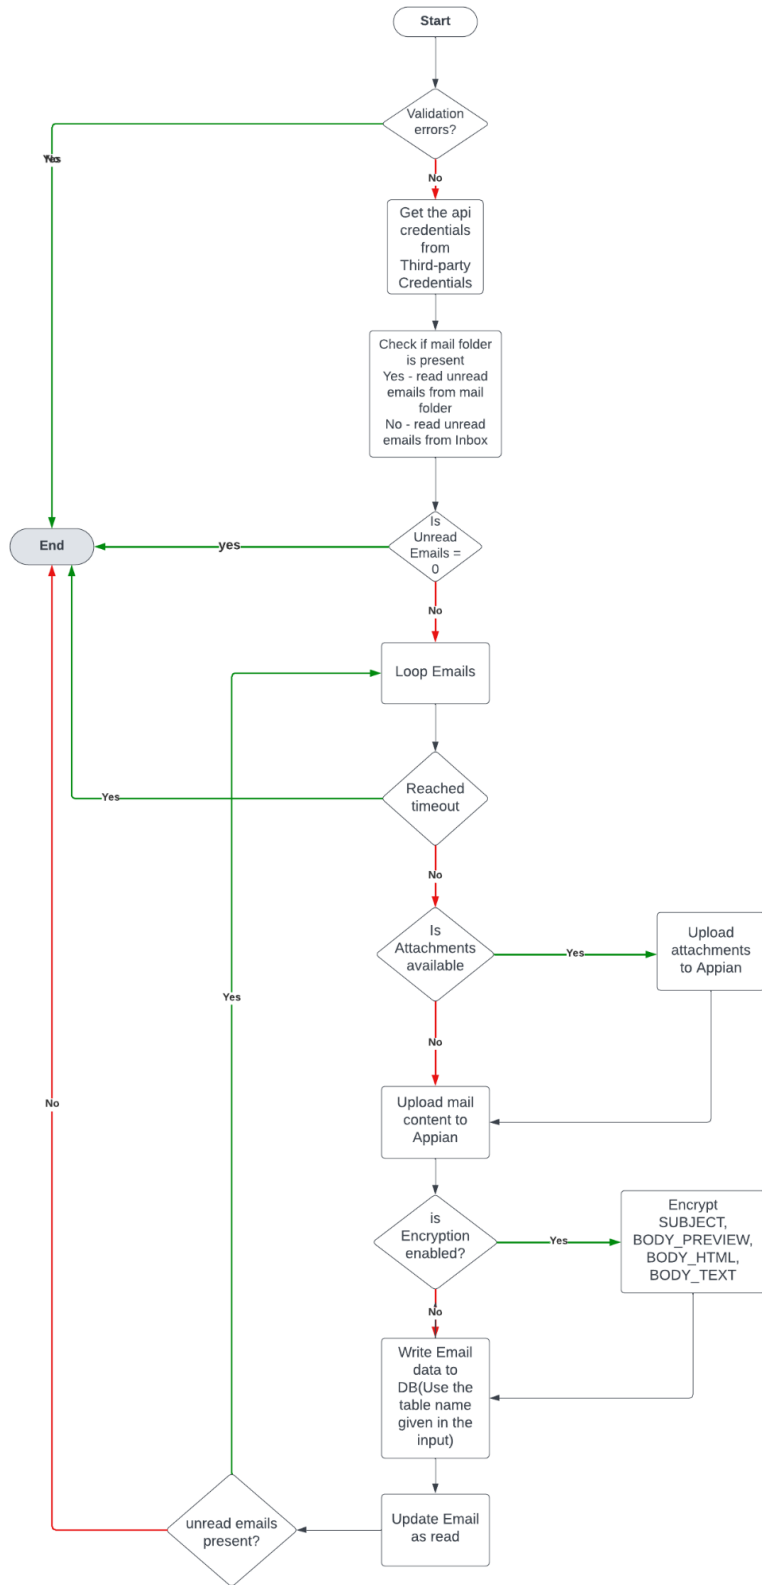 Start
Validation
errors?
Yes
No
Get the api
credentials
from
Third-party
Credentials
Check if mail folder
is present
Yes - read unread
emails from mail
folder
No - read unread
emails from Inbox
Is
Unread
Emails =
0
yes
End
No
Loop Emails
Reached
timeout
Yes
No
Is
Attachments
available
Yes
Upload
attachments
to Appian
Yes
No
Upload mail
content to
Appian
No
is
Encryption
enabled?
Yes
Encrypt
SUBJECT,
BODY_PREVIEW,
BODY_HTML,
BODY_TEXT
No
Write Email
data to
DB(Use the
table name
given in the
input)
Update Email
as read
unread emails
present?